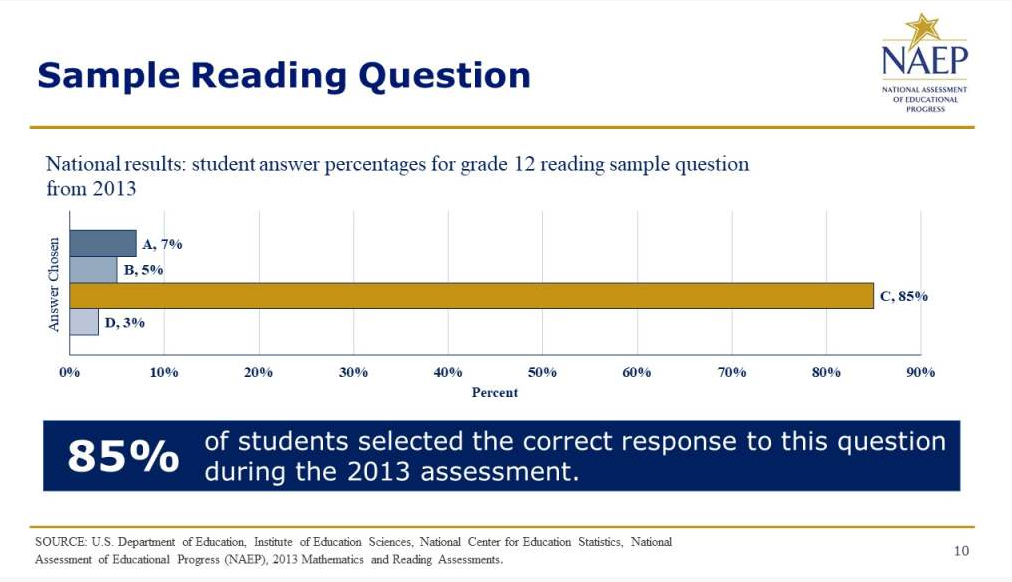 Sample Reading Question
NAEP
NATIONAL ASSESSMENT
OF EDUCATIONAL
PROGRESS
National results: student answer percentages for grade 12 reading sample question
from 2013
Answer Chosen
A, 7%
B, 5%
C, 85%
D, 3%
0% 10% 20% 30% 40% 50% 60% 70% 80% 90%
Percent
85%
of students selected the correct response to this question
during the 2013 assessment.
SOURCE: U.S. Department of Education, Institute of Education Sciences, National Center for Education Statistics, National
Assessment of Educational Progress (NAEP), 2013 Mathematics and Reading Assessments.
10